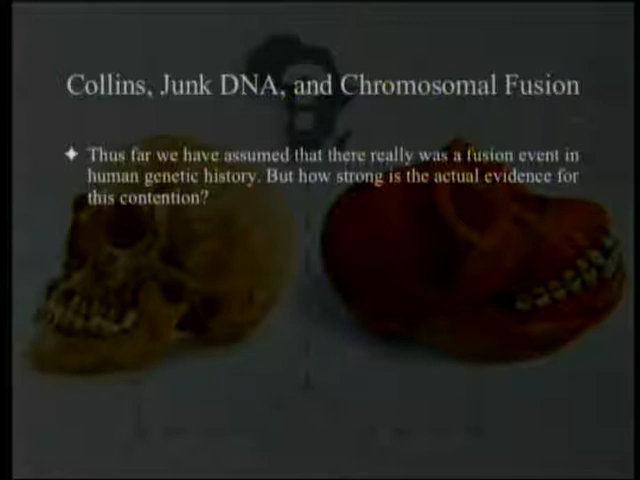 Collins, Junk DNA, and Chromosomal Fusion
Thus far we have assumed that there really was a fusion event in
human genetic history. But how strong is the actual evidence for
this contention?